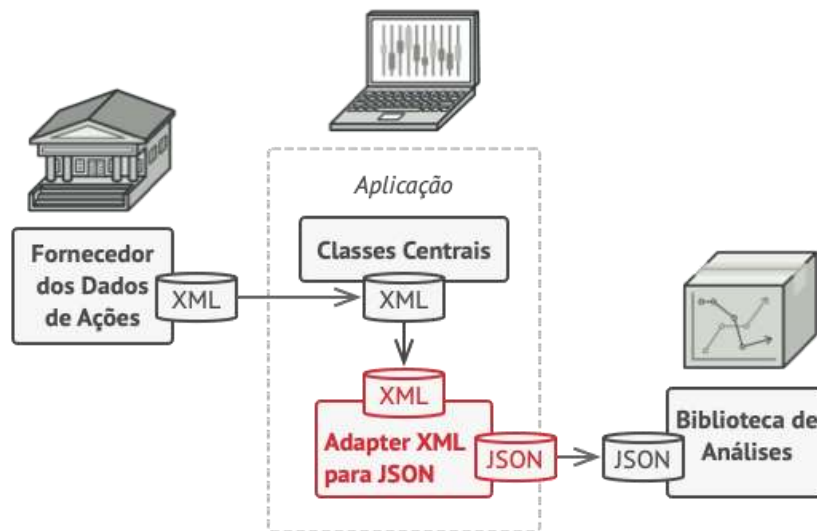 Aplicação
Fornecedor
dos Dados
de Ações
XML
Classes Centrais
XML
XML
Adapter XML
para JSON
JSON
JSON
Biblioteca de
Análises